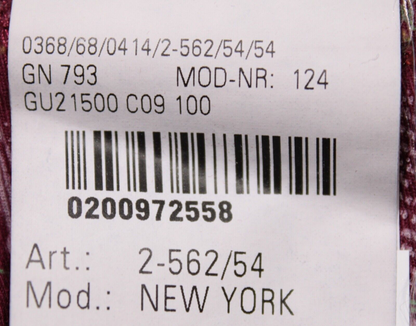 0368/68/0414/2-562/54/54
GN 793 MOD-NR: 124
GU21500 C09 100
0200972558
Art.: 2-562/54
Mod.: NEW YORK